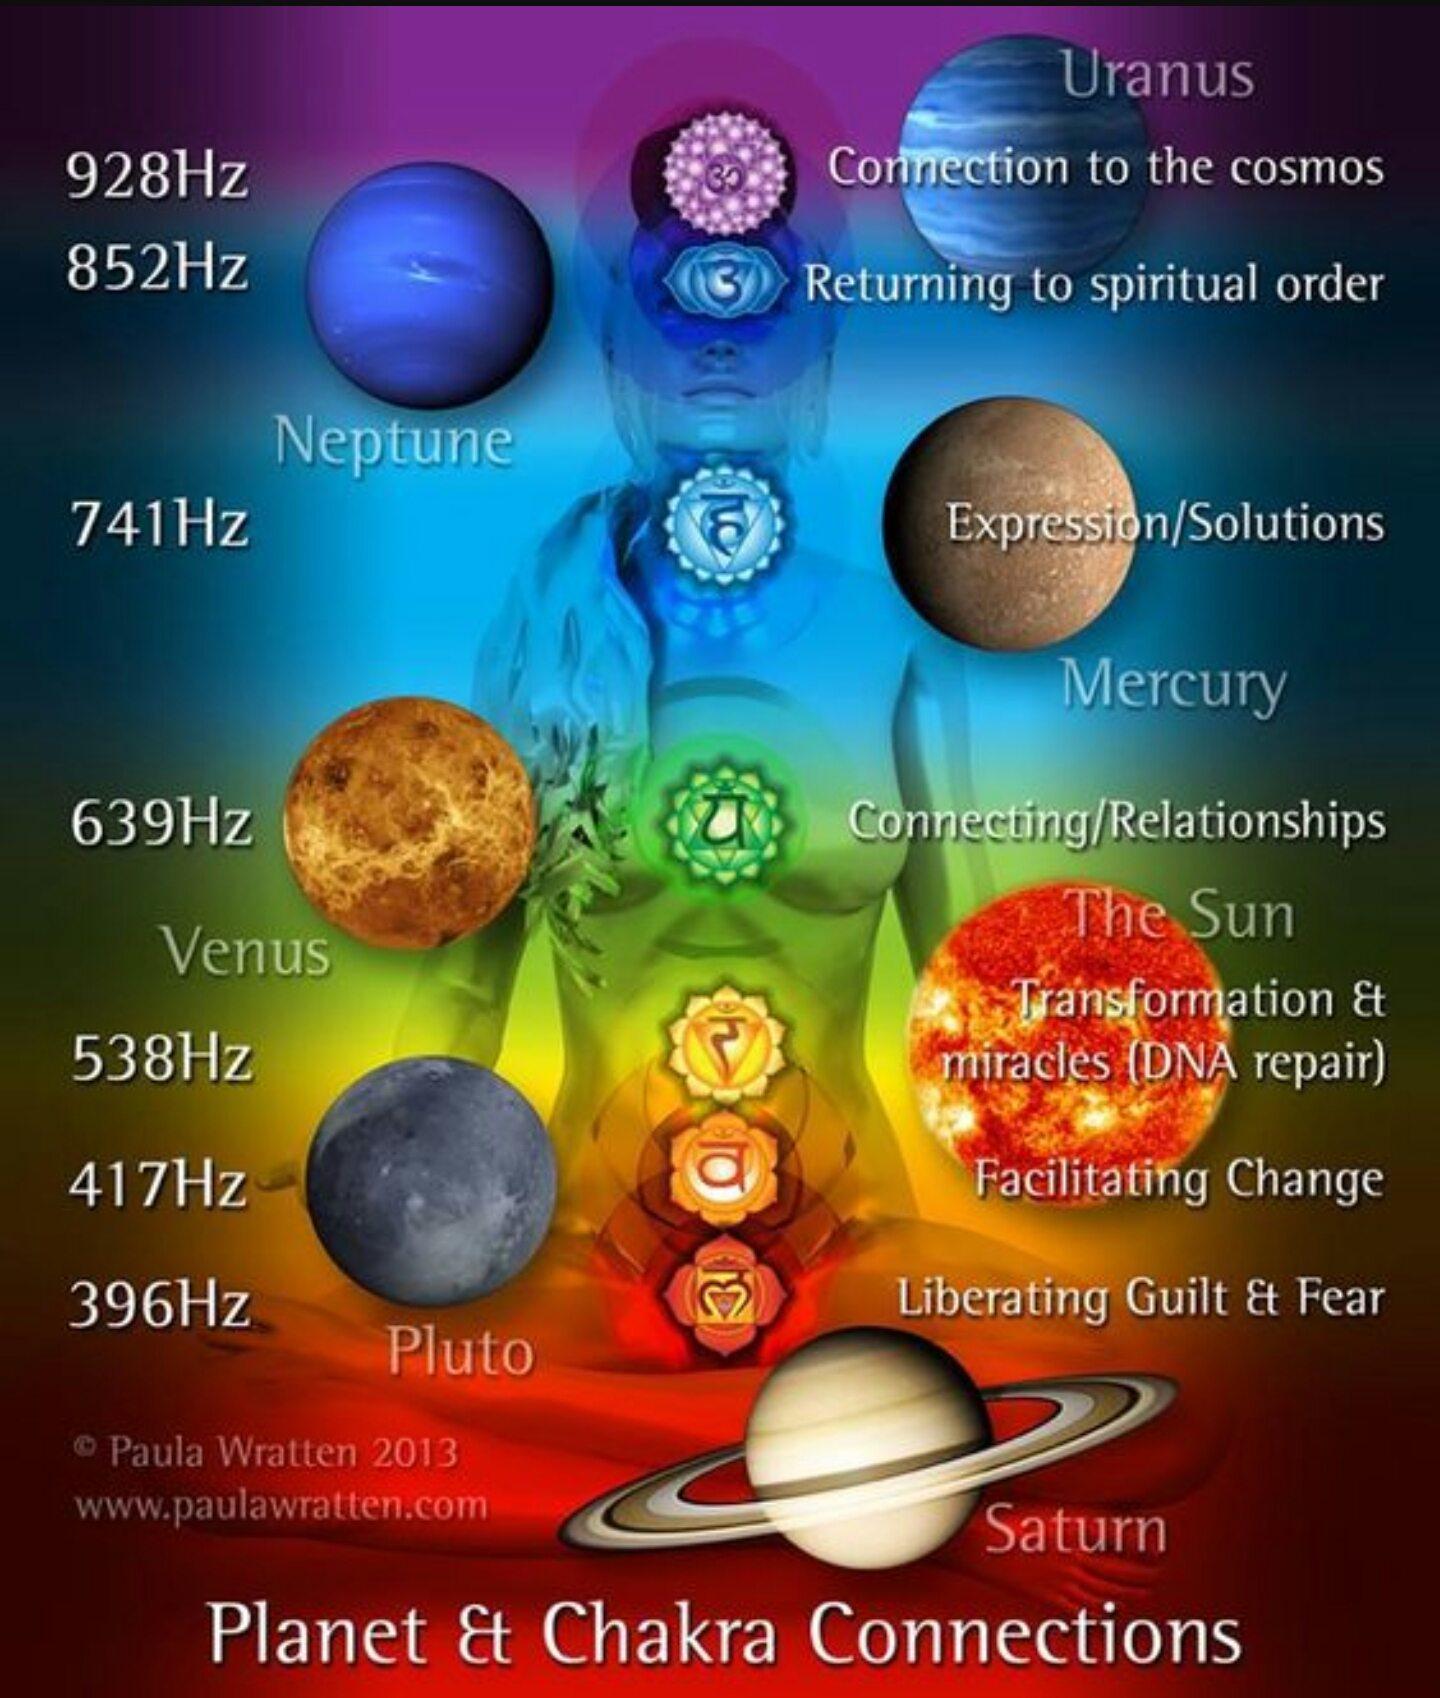 Uranus
928Hz
ॐ
Connection to the cosmos
852Hz
Returning to spiritual order
Neptune
741Hz
हं
Expression/Solutions
Mercury
639Hz
यं
Connecting/Relationships
The Sun
Venus
Transformation &
538Hz
रं
miracles (DNA repair)
417Hz
वं
Facilitating Change
396Hz
लं
Liberating Guilt & Fear
Pluto
© Paula Wratten 2013
www.paulawratten.com
Saturn
Planet & Chakra Connections